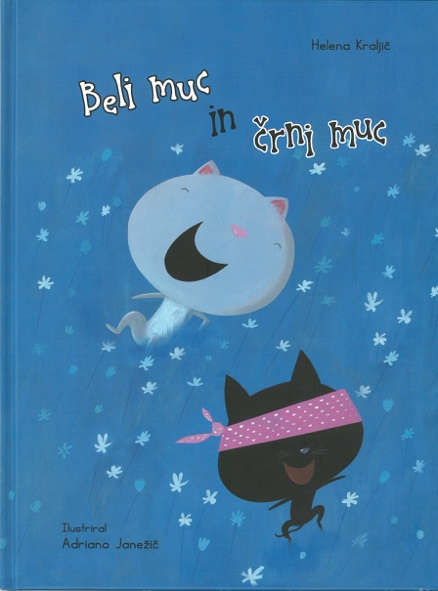 Helena Kraljič
Beli muc
in
črni muc
Ilustriral
Adriano Janežič